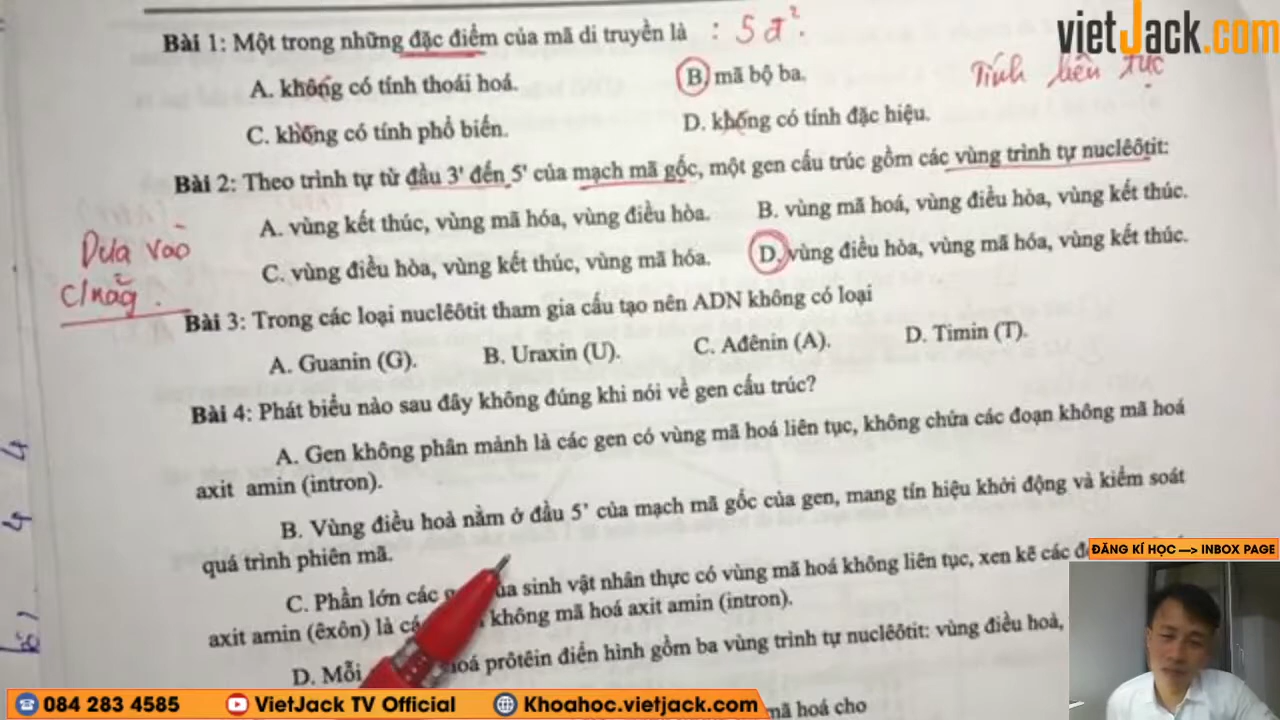 vietJack.com
Bài 1: Một trong những đặc điểm của mã di truyền là : 5 đ².
Tính liên tục
A. không có tính thoái hoá. B. mã bộ ba.
C. không có tính phổ biến. D. không có tính đặc hiệu.
Bài 2: Theo trình tự từ đầu 3' đến 5' của mạch mã gốc, một gen cấu trúc gồm các vùng trình tự nuclêôtit:
A. vùng kết thúc, vùng mã hóa, vùng điều hòa. B. vùng mã hoá, vùng điều hòa, vùng kết thúc.
Dựa vào
c/năg.
C. vùng điều hòa, vùng kết thúc, vùng mã hóa. D. vùng điều hòa, vùng mã hóa, vùng kết thúc.
Bài 3: Trong các loại nuclêôtit tham gia cấu tạo nên ADN không có loại
A. Guanin (G). B. Uraxin (U). C. Ađênin (A). D. Timin (T).
Bài 4: Phát biểu nào sau đây không đúng khi nói về gen cấu trúc?
A. Gen không phân mảnh là các gen có vùng mã hoá liên tục, không chứa các đoạn không mã hoá
axit amin (intron).
B. Vùng điều hoà nằm ở đầu 5' của mạch mã gốc của gen, mang tín hiệu khởi động và kiểm soát
quá trình phiên mã.
C. Phần lớn các sinh vật nhân thực có vùng mã hoá không liên tục, xen kẽ các
axit amin (êxôn) là không mã hoá axit amin (intron).
D. Mỗi prôtêin điển hình gồm ba vùng trình tự nuclêôtit: vùng điều hoà,
mã hoá cho
4 4
ĐĂNG KÍ HỌC —> INBOX PAGE
084 283 4585 VietJack TV Official Khoahoc.vietjack.com